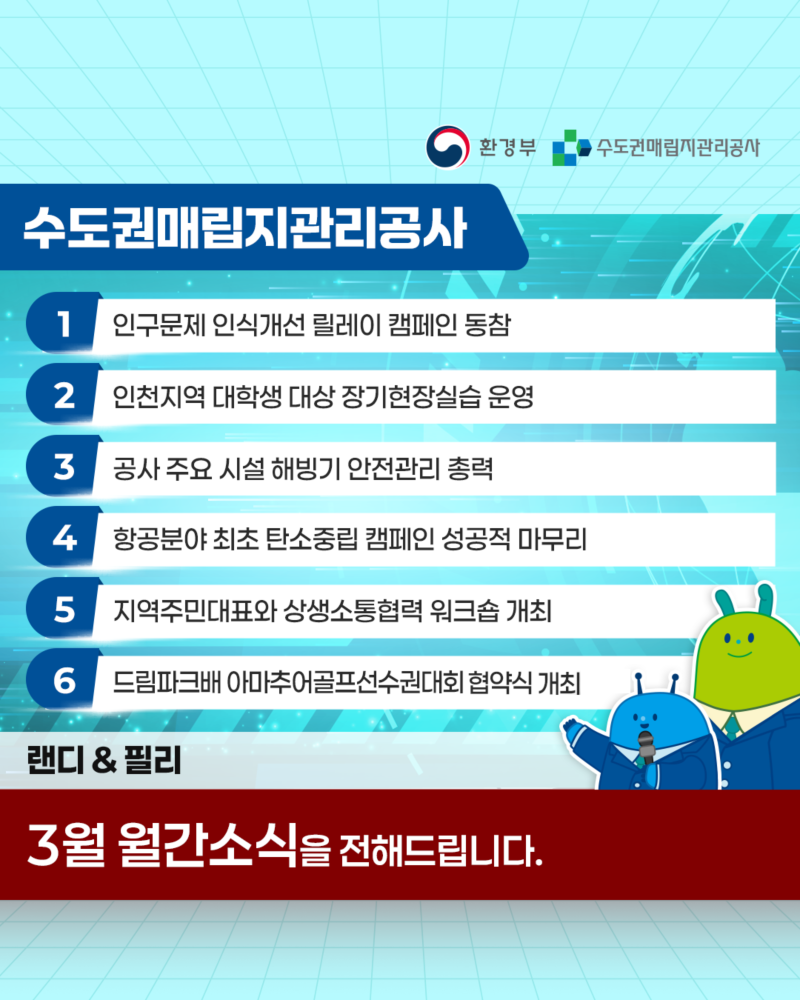 환경부 수도권매립지관리공사
수도권매립지관리공사
1 인구문제 인식개선 릴레이 캠페인 동참
2 인천지역 대학생 대상 장기현장실습 운영
3 공사 주요 시설 해빙기 안전관리 총력
4 항공분야 최초 탄소중립 캠페인 성공적 마무리
5 지역주민대표와 상생소통협력 워크숍 개최
6 드림파크배 아마추어골프선수권대회 협약식 개최
랜디 & 필리
3월 월간소식을 전해드립니다.